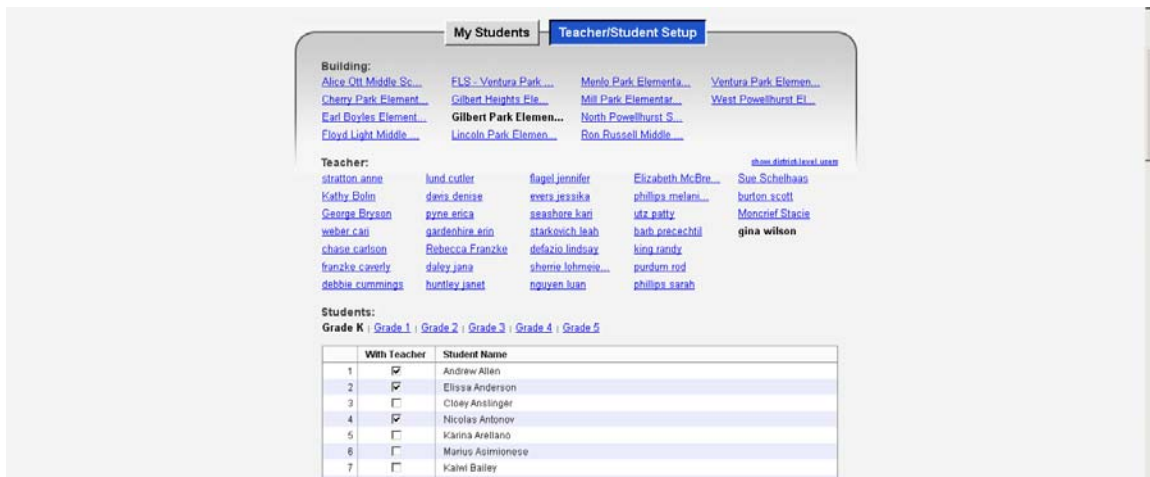 My Students Teacher/Student Setup
Building:
Alice Ott Middle Sc... FLS - Ventura Park ... Menlo Park Elementa... Ventura Park Elemen...
Cherry Park Element... Gilbert Heights Ele... Mill Park Elementar... West Powellhurst El...
Earl Boyles Element... Gilbert Park Elemen... North Powellhurst S...
Floyd Light Middle ... Lincoln Park Elemen... Ron Russell Middle ...
Teacher: show district level users
stratton anne lund cutler flagel jennifer Elizabeth McBre... Sue Schelhaas
Kathy Bolin davis denise evers jessika phillips melani... burton scott
George Bryson pyne erica seashore kari utz patty Moncrief Stacie
weber cari gardenhire erin starkovich leah barb precechtil gina wilson
chase carlson Rebecca Franzke defazio lindsay king randy
franzke caverly daley jana sherrie lohmeie... purdum rod
debbie cummings huntley janet nguyen luan phillips sarah
Students:
Grade K | Grade 1 | Grade 2 | Grade 3 | Grade 4 | Grade 5
With Teacher Student Name
1 Andrew Allen
2 Elissa Anderson
3 Cloey Anslinger
4 Nicolas Antonov
5 Karina Arellano
6 Marius Asimionese
7 Kaiwi Bailey